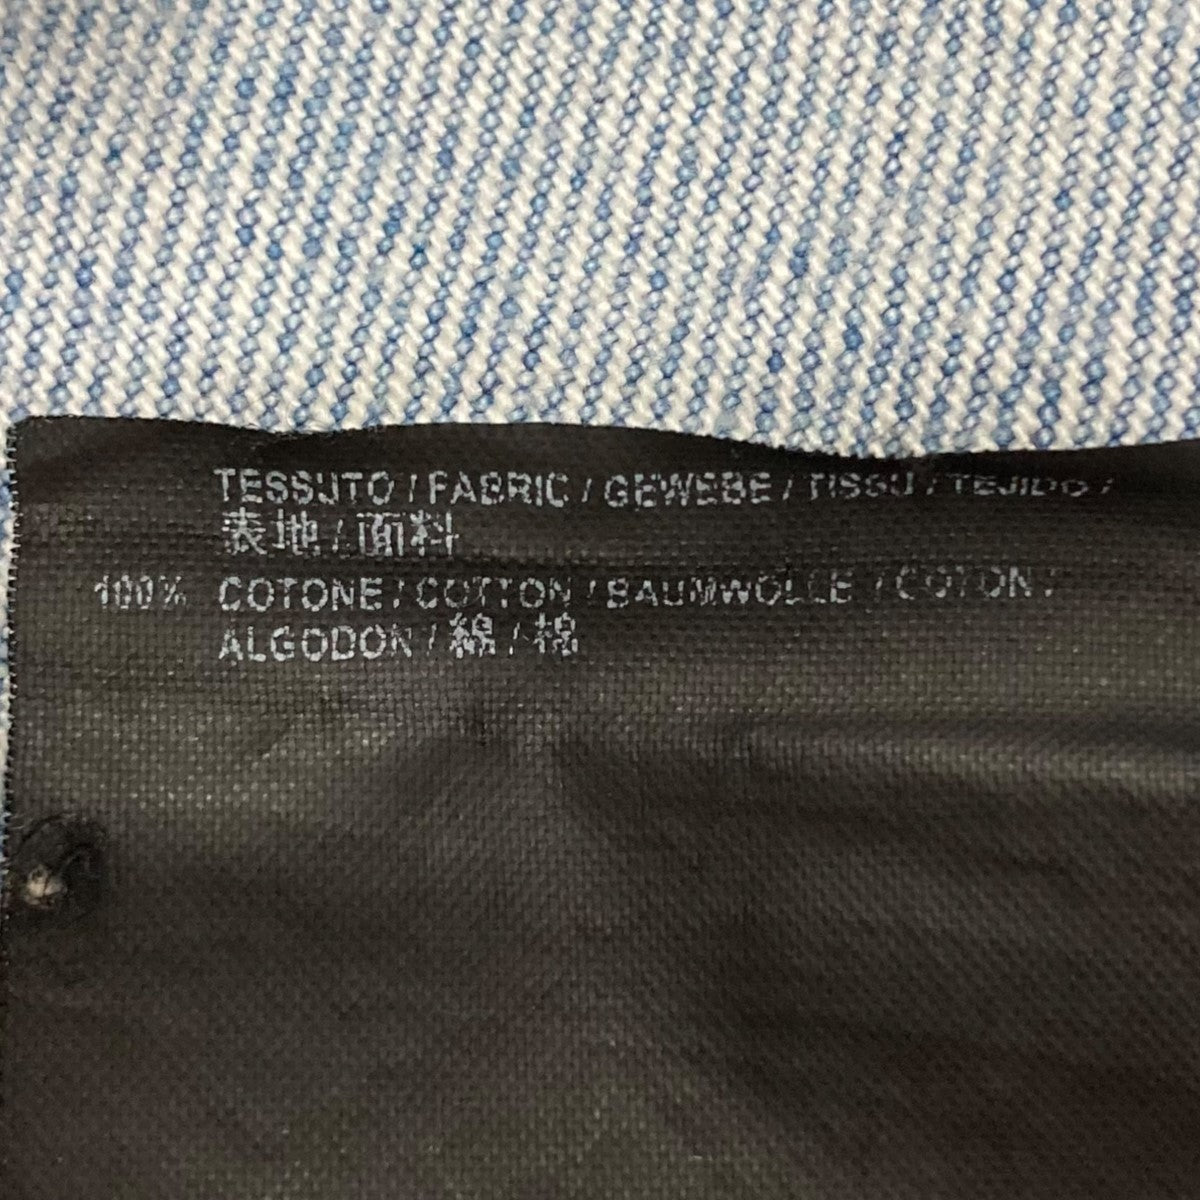 TESSUTO / FABRIC / GEWEBE / TISSU / TEJIDO /
表地 / 面料
100% COTONE / COTTON / BAUMWOLLE / COTON /
ALGODON / 綿 / 棉